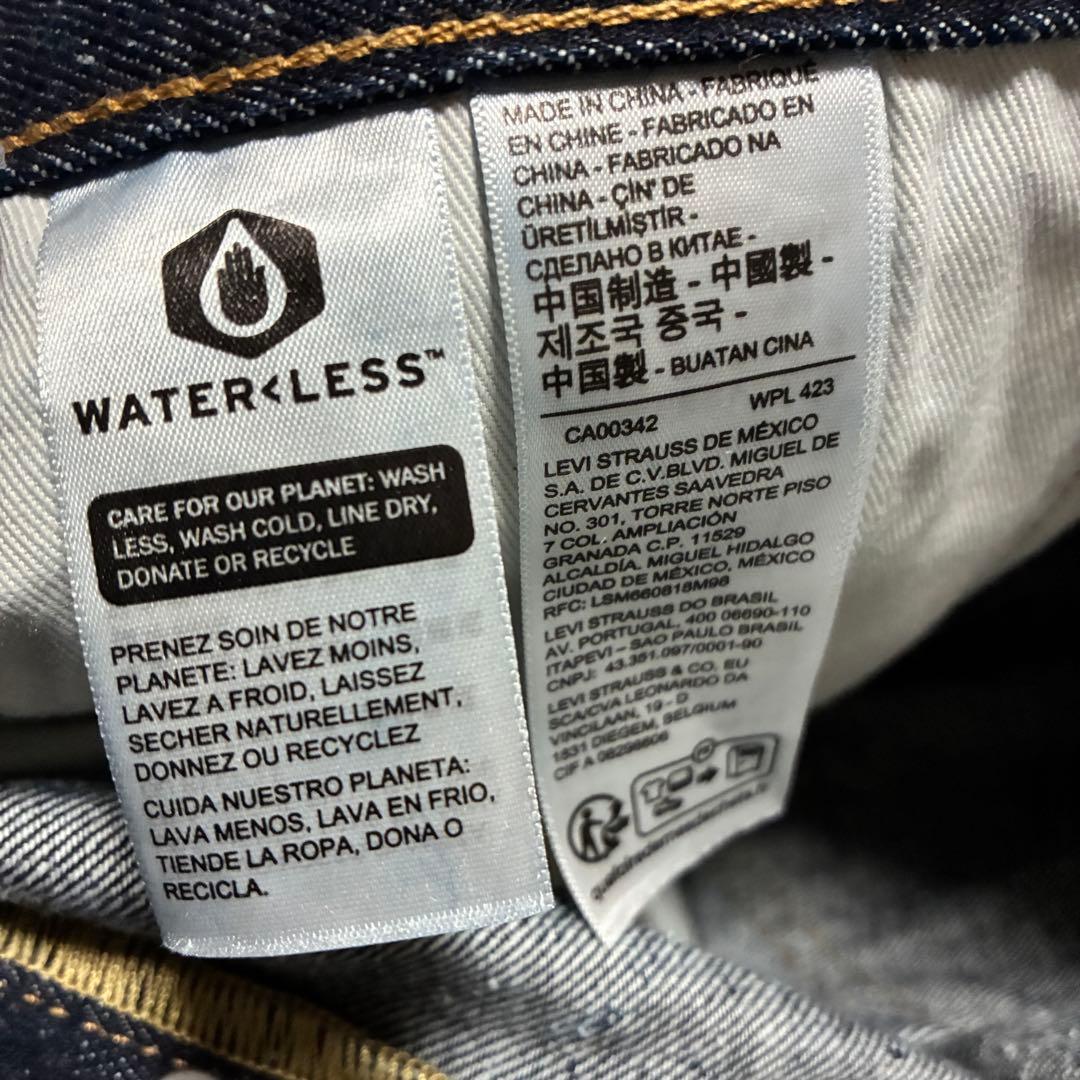 WATER<LESS™
CARE FOR OUR PLANET: WASH
LESS, WASH COLD, LINE DRY,
DONATE OR RECYCLE
PRENEZ SOIN DE NOTRE
PLANETE: LAVEZ MOINS,
LAVEZ A FROID, LAISSEZ
SECHER NATURELLEMENT,
DONNEZ OU RECYCLEZ
CUIDA NUESTRO PLANETA:
LAVA MENOS, LAVA EN FRIO,
TIENDE LA ROPA, DONA O
RECICLA.
MADE IN CHINA - FABRIQUÉ
EN CHINE - FABRICADO EN
CHINA - FABRICADO NA
CHINA - ÇİN' DE
ÜRETİLMİŞTİR -
СДЕЛАНО В КИТАЕ -
中国制造 - 中國製 -
제조국 중국 -
中国製 - BUATAN CINA
WPL 423
CA00342
LEVI STRAUSS DE MÉXICO
S.A. DE C.V.BLVD. MIGUEL DE
CERVANTES SAAVEDRA
NO. 301, TORRE NORTE PISO
7 COL. AMPLIACIÓN
GRANADA C.P. 11529
ALCALDÍA. MIGUEL HIDALGO
CIUDAD DE MÉXICO, MÉXICO
RFC: LSM660618M98
LEVI STRAUSS DO BRASIL
AV. PORTUGAL, 400 06690-110
ITAPEVI - SAO PAULO BRASIL
CNPJ: 43.351.097/0001-90
LEVI STRAUSS & CO. EU
SCA/CVA LEONARDO DA
VINCILAAN, 19 - D
1831 DIEGEM, BELGIUM
CIF A